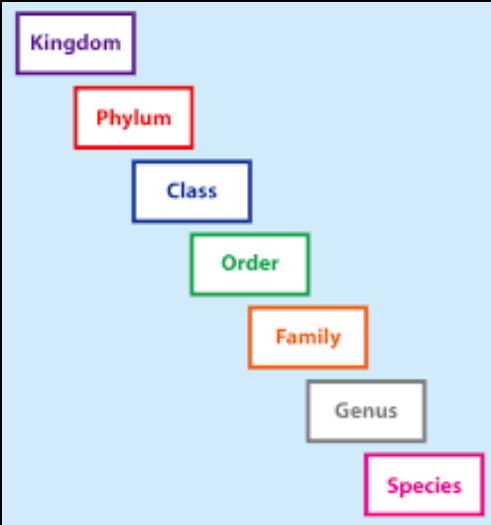 Kingdom
Phylum
Class
Order
Family
Genus
Species